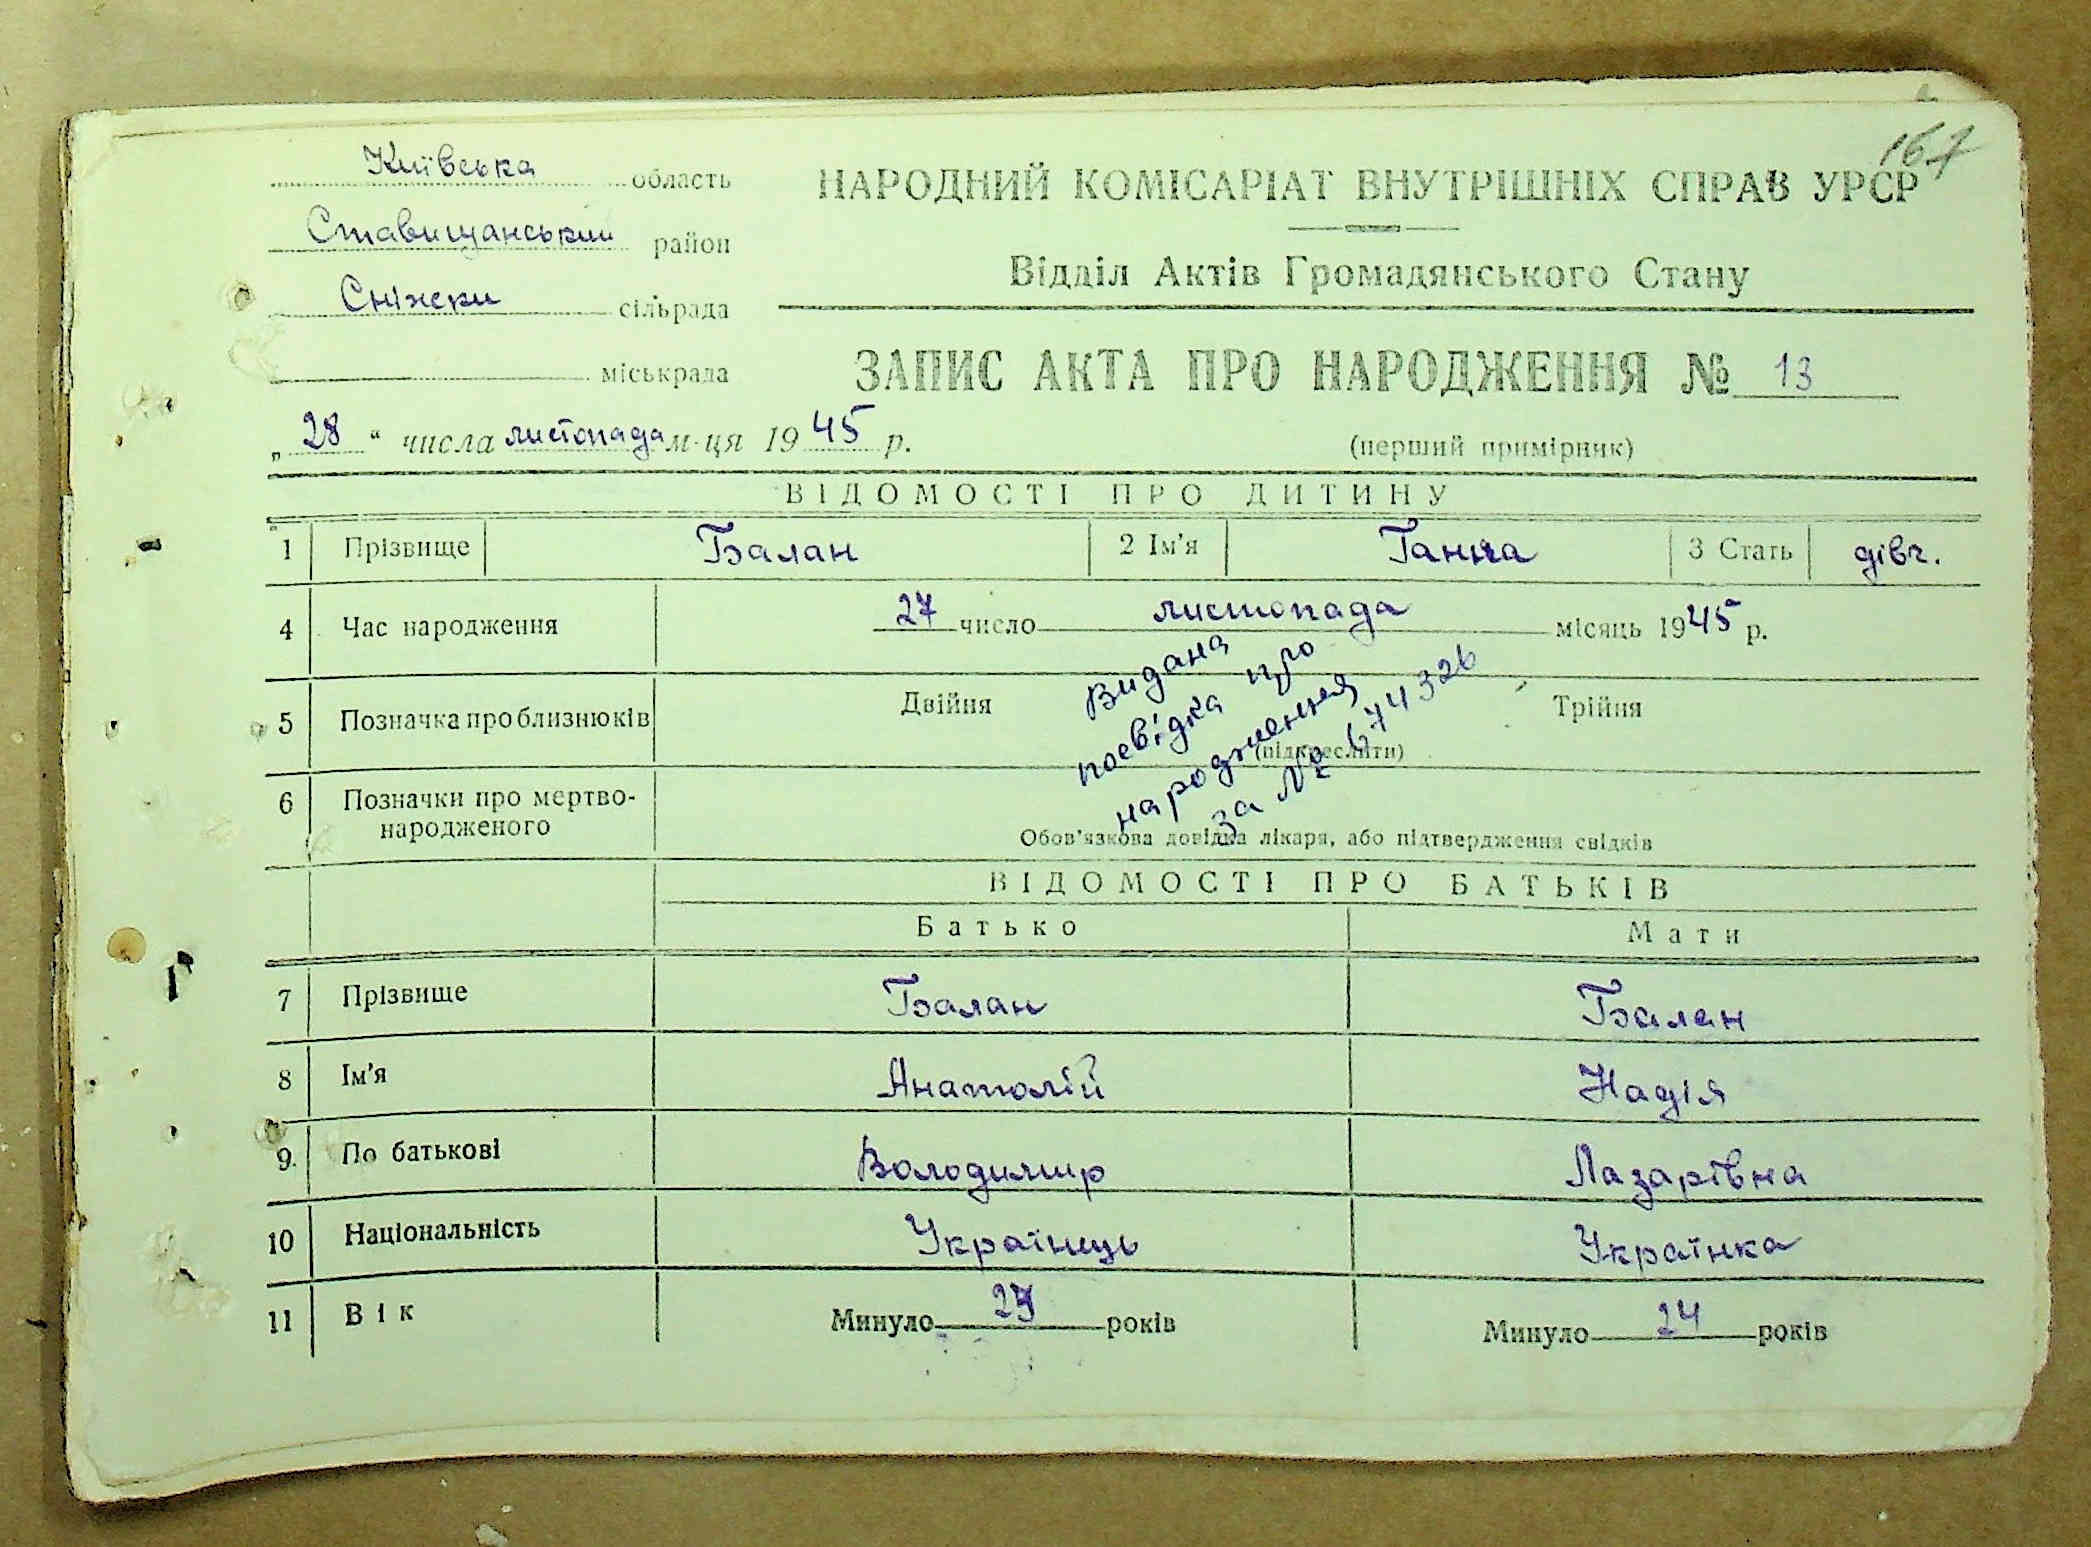 167
Київська область
Ставищанський район
Сніжки сільрада
міськрада
„28“ числа листопада м-ця 1945 р.
НАРОДНИЙ КОМІСАРІАТ ВНУТРІШНІХ СПРАВ УРСР
Відділ Актів Громадянського Стану
ЗАПИС АКТА ПРО НАРОДЖЕННЯ № 13
(перший примірник)
ВІДОМОСТІ ПРО ДИТИНУ
1 Прізвище Балан 2 Ім'я Ганна 3 Стать дівч.
4 Час народження 27 число листопада місяць 1945 р.
5 Позначка про близнюків Двійня Трійня
(підкреслити)
Видана
посвідка про
народження
за № 674326
6 Позначки про мертво-
народженого
Обов'язкова довідка лікаря, або підтвердження свідків
ВІДОМОСТІ ПРО БАТЬКІВ
Батько Мати
7 Прізвище Балан Балан
8 Ім'я Анатолій Надія
9. По батькові Володимир Лазарівна
10 Національність Українець Українка
11 Вік Минуло років Минуло 24 років